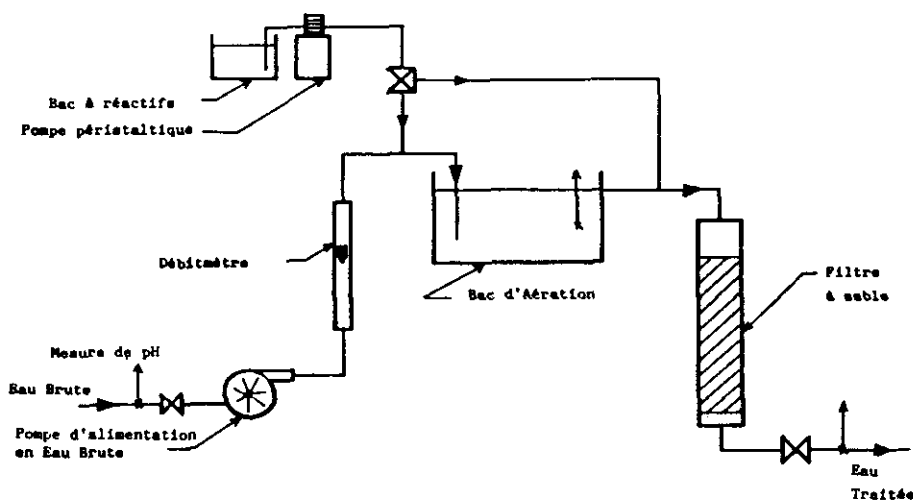 Bac à réactifs
Pompe péristaltique
Débitmètre
Bac d'Aération
Filtre
à sable
Mesure de pH
Eau Brute
Pompe d'alimentation
en Eau Brute
Eau
Traitée